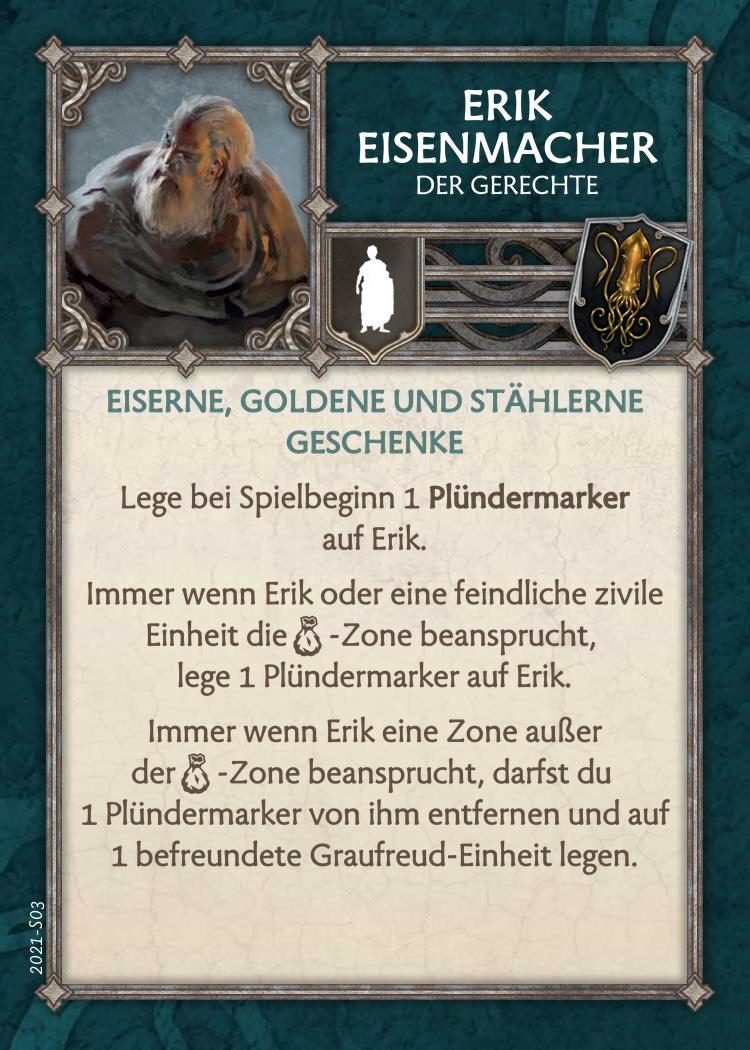 ERIK
EISENMACHER
DER GERECHTE
EISERNE, GOLDENE UND STÄHLERNE
GESCHENKE
Lege bei Spielbeginn 1 Plündermarker
auf Erik.
Immer wenn Erik oder eine feindliche zivile
Einheit die -Zone beansprucht,
lege 1 Plündermarker auf Erik.
Immer wenn Erik eine Zone außer
der -Zone beansprucht, darfst du
1 Plündermarker von ihm entfernen und auf
1 befreundete Graufreud-Einheit legen.
2021-S03